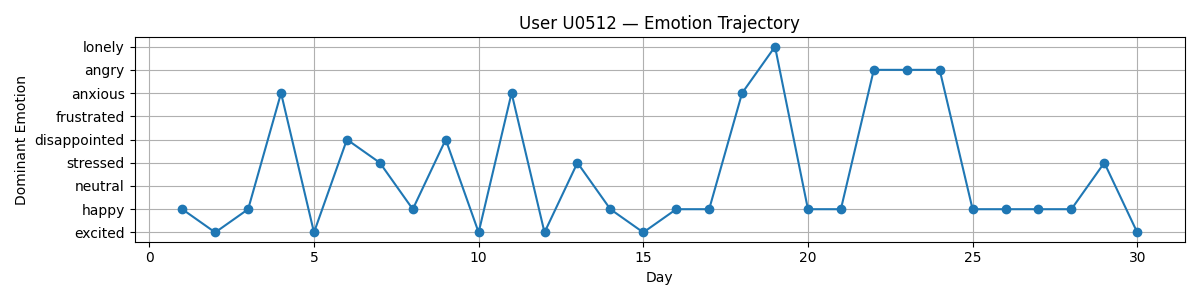 User U0512 — Emotion Trajectory
Dominant Emotion
lonely
angry
anxious
frustrated
disappointed
stressed
neutral
happy
excited
0 5 10 15 20 25 30
Day